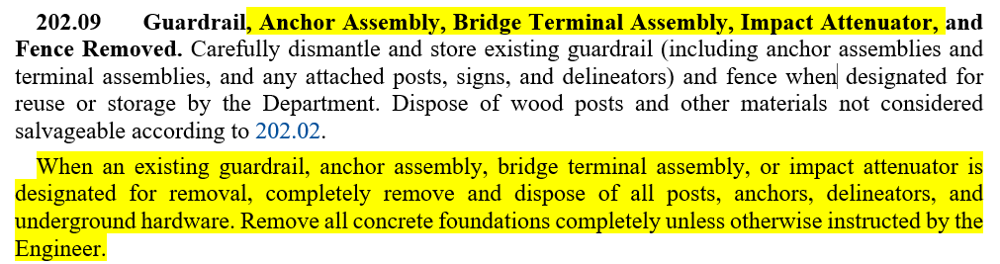 202.09 Guardrail, Anchor Assembly, Bridge Terminal Assembly, Impact Attenuator, and
Fence Removed. Carefully dismantle and store existing guardrail (including anchor assemblies and
terminal assemblies, and any attached posts, signs, and delineators) and fence when designated for
reuse or storage by the Department. Dispose of wood posts and other materials not considered
salvageable according to 202.02.
When an existing guardrail, anchor assembly, bridge terminal assembly, or impact attenuator is
designated for removal, completely remove and dispose of all posts, anchors, delineators, and
underground hardware. Remove all concrete foundations completely unless otherwise instructed by the
Engineer.